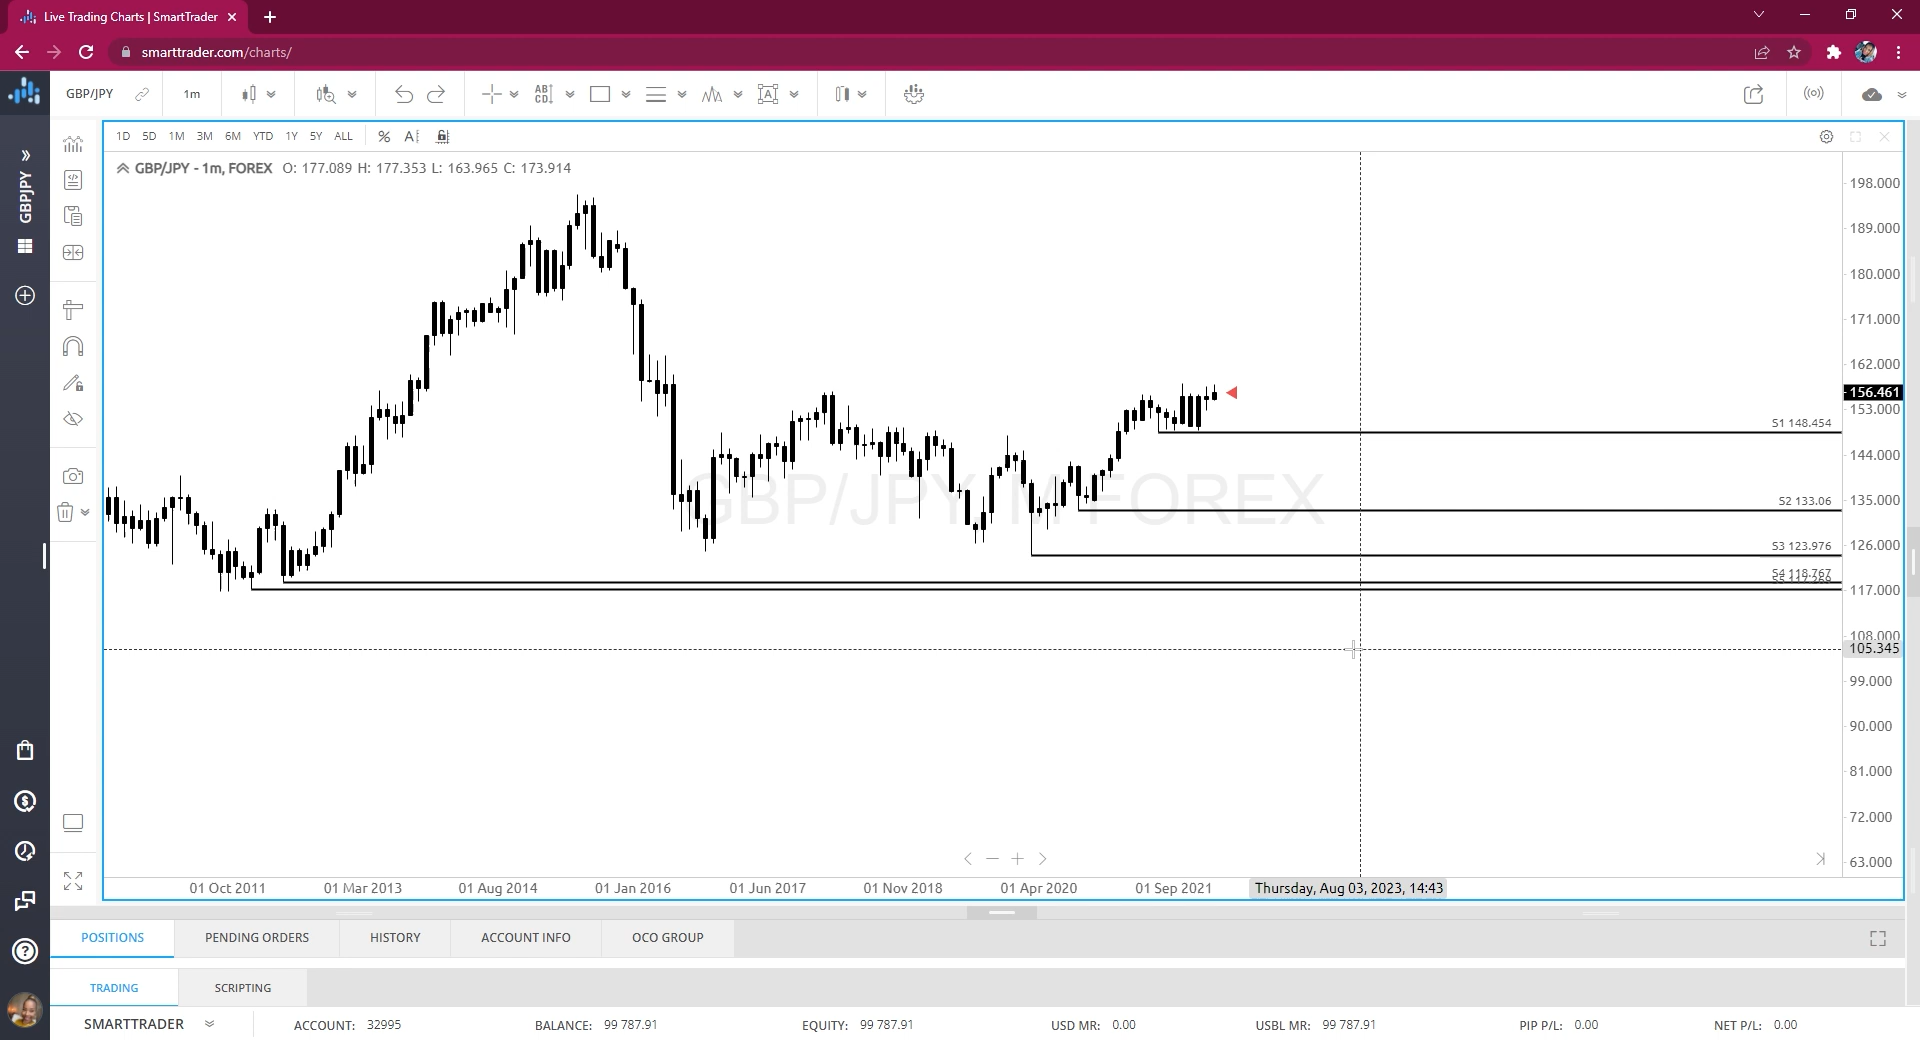 Live Trading Charts | SmartTrader
smarttrader.com/charts/
GBP/JPY 1m
AB CD A
1D 5D 1M 3M 6M YTD 1Y 5Y ALL % A
GBP/JPY - 1m, FOREX O: 177.089 H: 177.353 L: 163.965 C: 173.914
GBPJPY
198.000
189.000
180.000
171.000
162.000
156.461
153.000
S1 148.454
144.000
GBP/JPY M FOREX
135.000
S2 133.06
126.000
S3 123.976
S4 118.767
117.000
108.000
105.345
99.000
90.000
81.000
72.000
63.000
01 Oct 2011 01 Mar 2013 01 Aug 2014 01 Jan 2016 01 Jun 2017 01 Nov 2018 01 Apr 2020 01 Sep 2021 Thursday, Aug 03, 2023, 14:43
POSITIONS PENDING ORDERS HISTORY ACCOUNT INFO OCO GROUP
TRADING SCRIPTING
SMARTTRADER ACCOUNT: 32995 BALANCE: 99 787.91 EQUITY: 99 787.91 USD MR: 0.00 USBL MR: 99 787.91 PIP P/L: 0.00 NET P/L: 0.00